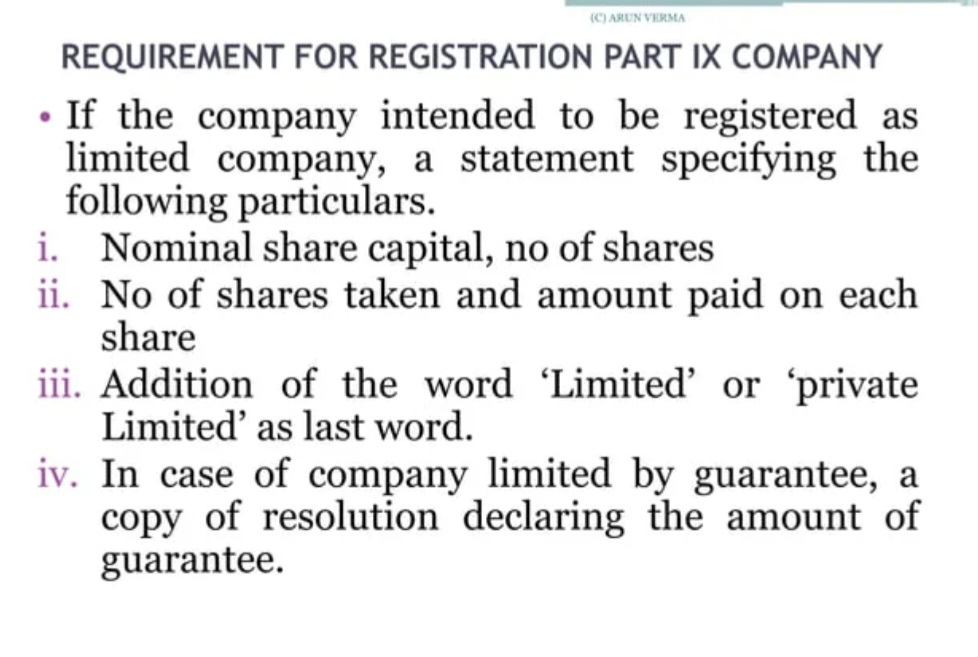 (C) ARUN VERMA
REQUIREMENT FOR REGISTRATION PART IX COMPANY
• If the company intended to be registered as
limited company, a statement specifying the
following particulars.
i. Nominal share capital, no of shares
ii. No of shares taken and amount paid on each
share
iii. Addition of the word ‘Limited’ or ‘private
Limited’ as last word.
iv. In case of company limited by guarantee, a
copy of resolution declaring the amount of
guarantee.